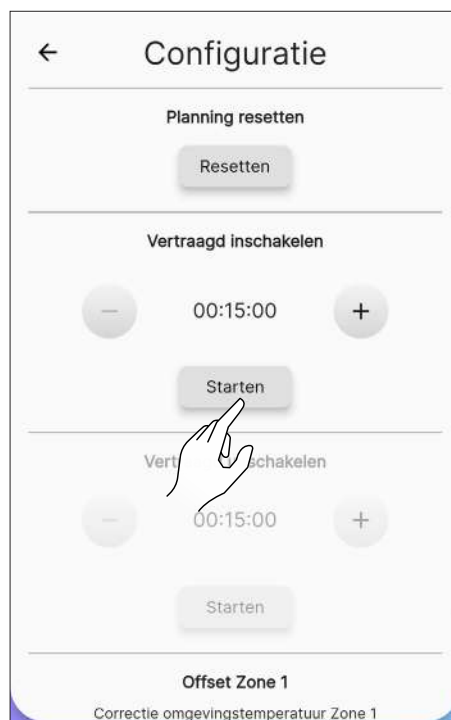 ← Configuratie
Planning resetten
Resetten
Vertraagd inschakelen
− 00:15:00 +
Starten
− 00:15:00 +
Starten
Offset Zone 1
Correctie omgevingstemperatuur Zone 1